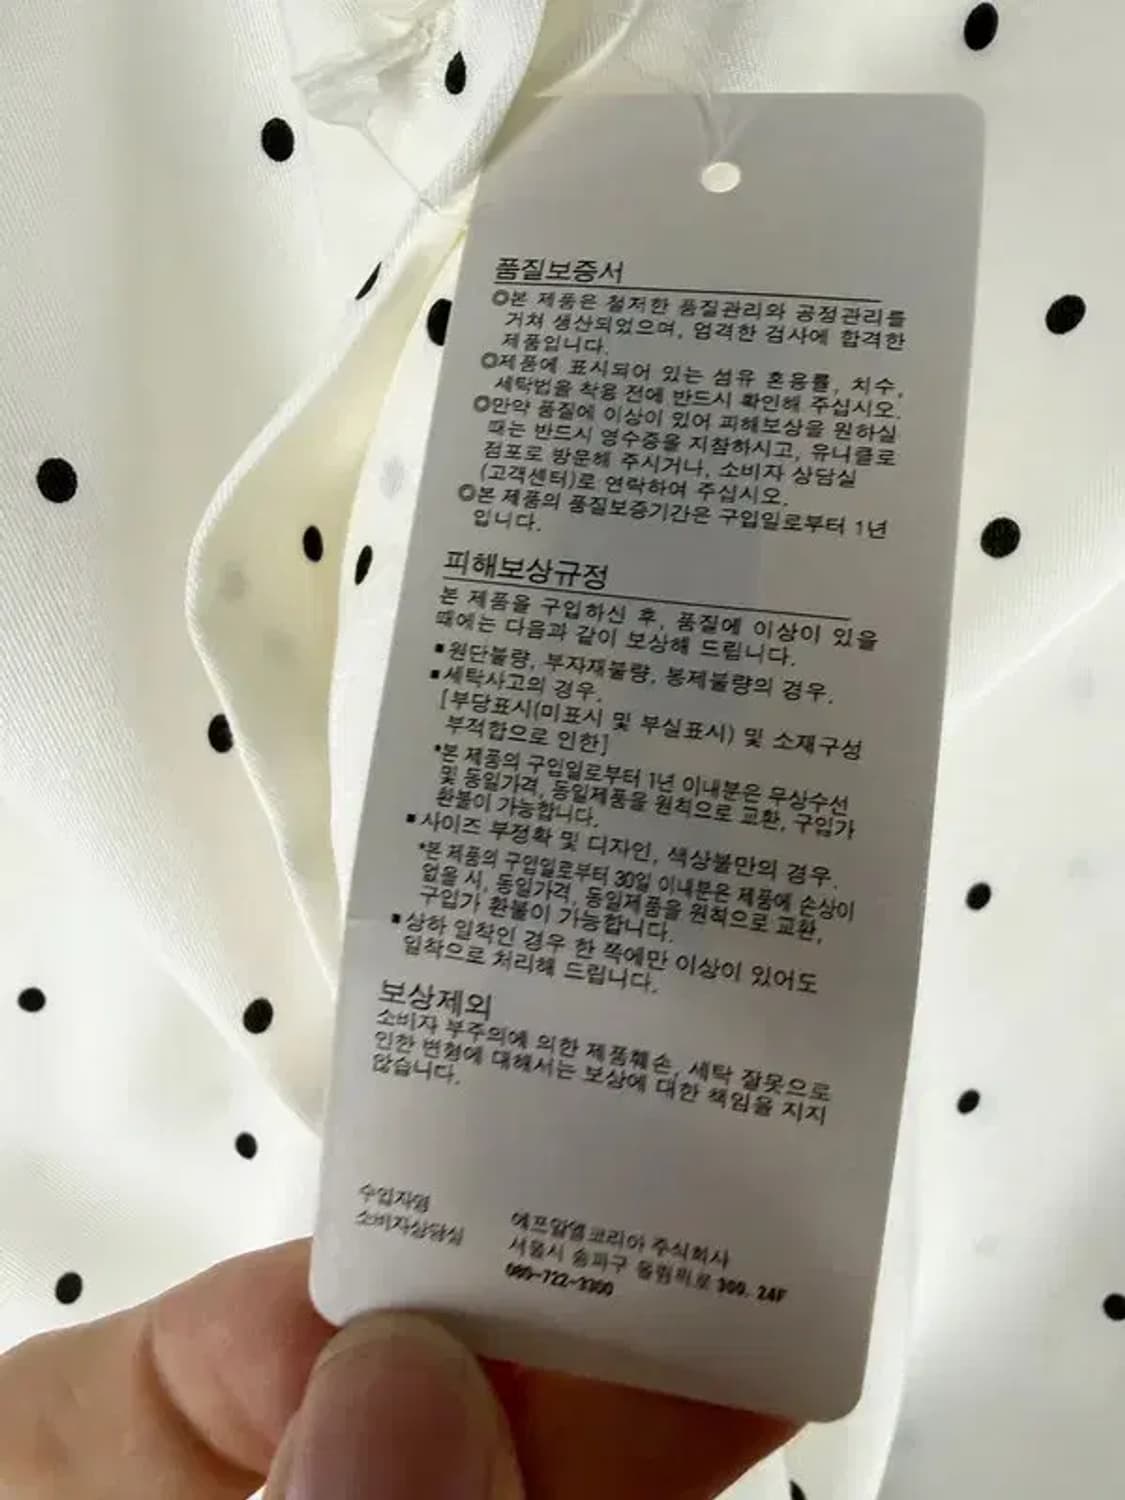 품질보증서
◎본 제품은 철저한 품질관리와 공정관리를
거쳐 생산되었으며, 엄격한 검사에 합격한
제품입니다.
◎제품에 표시되어 있는 섬유 혼용률, 치수,
세탁법을 착용 전에 반드시 확인해 주십시오.
◎만약 품질에 이상이 있어 피해보상을 원하실
때는 반드시 영수증을 지참하시고, 유니클로
점포로 방문해 주시거나, 소비자 상담실
(고객센터)로 연락하여 주십시오.
◎본 제품의 품질보증기간은 구입일로부터 1년
입니다.
피해보상규정
본 제품을 구입하신 후, 품질에 이상이 있을
때에는 다음과 같이 보상해 드립니다.
▪원단불량, 부자재불량, 봉제불량의 경우.
▪세탁사고의 경우.
[부당표시(미표시 및 부실표시) 및 소재구성
부적합으로 인한]
*본 제품의 구입일로부터 1년 이내분은 무상수선
및 동일가격, 동일제품을 원칙으로 교환, 구입가
환불이 가능합니다.
▪사이즈 부정확 및 디자인, 색상불만의 경우.
*본 제품의 구입일로부터 30일 이내분은 제품에 손상이
없을 시, 동일가격, 동일제품을 원칙으로 교환,
구입가 환불이 가능합니다.
▪상하 일착인 경우 한 쪽에만 이상이 있어도
일착으로 처리해 드립니다.
보상제외
소비자 부주의에 의한 제품훼손, 세탁 잘못으로
인한 변형에 대해서는 보상에 대한 책임을 지지
않습니다.
수입자명 에프알엘코리아 주식회사
소비자상담실 서울시 송파구 올림픽로 300, 24F
080-722-3300